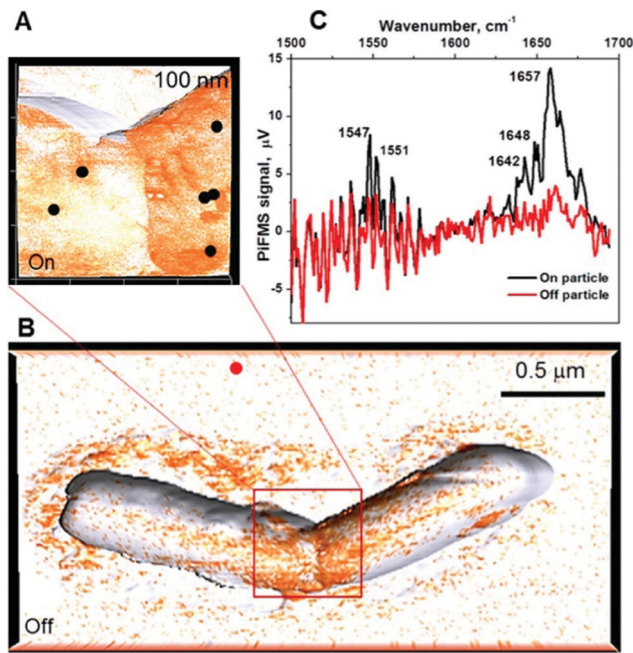 A
100 nm
On
C
Wavenumber, cm⁻¹
1500 1550 1600 1650 1700
15
10
5
0
-5
PiFMS signal, µV
1547
1551
1642
1648
1657
On particle
Off particle
B
0.5 µm
Off